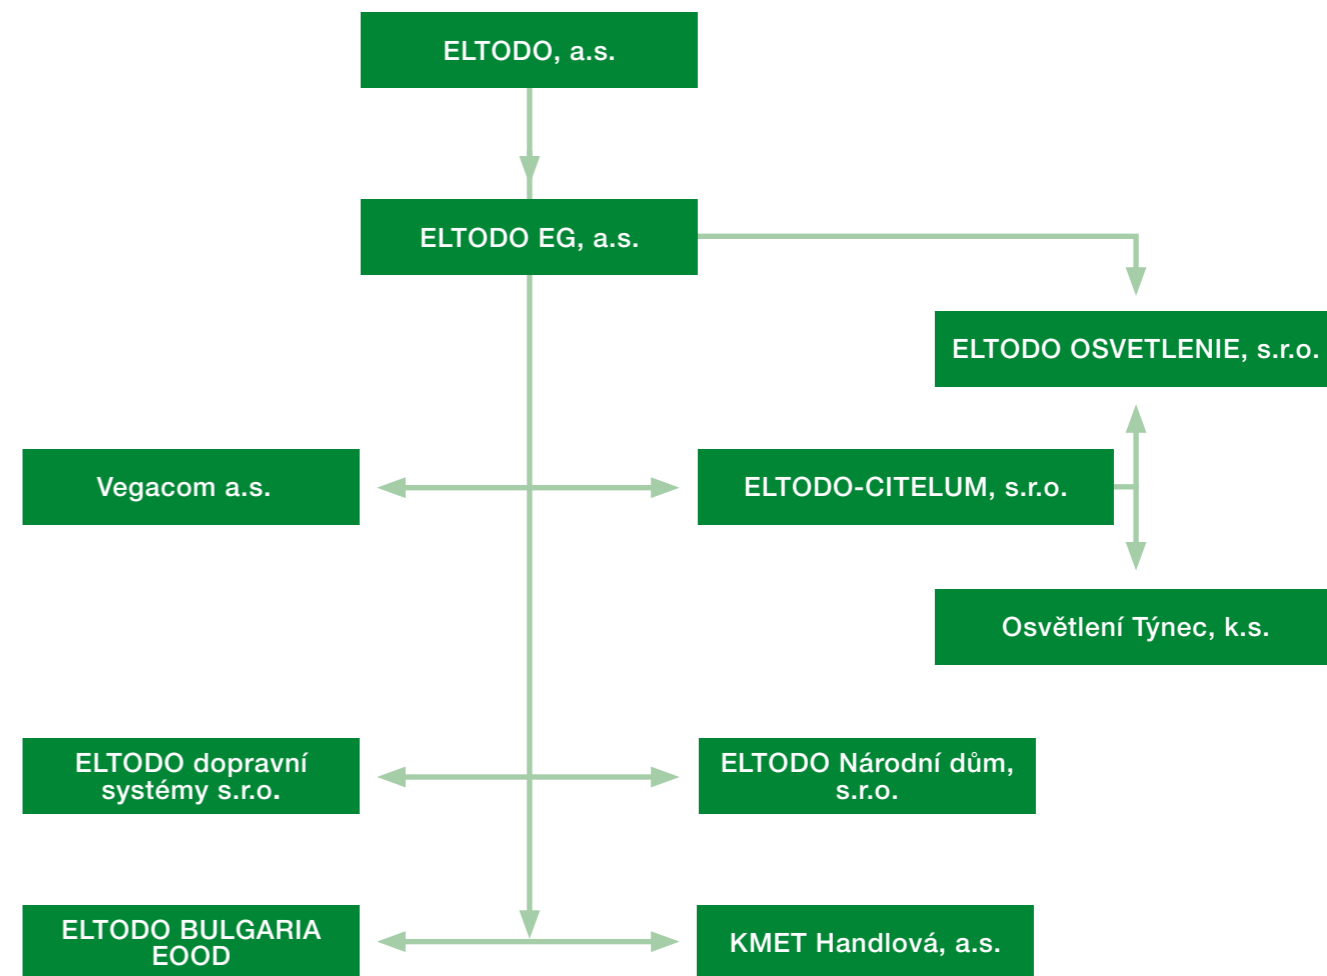 ELTODO, a.s.
ELTODO EG, a.s.
ELTODO OSVETLENIE, s.r.o.
Vegacom a.s.
ELTODO-CITELUM, s.r.o.
Osvětlení Týnec, k.s.
ELTODO dopravní
systémy s.r.o.
ELTODO Národní dům,
s.r.o.
ELTODO BULGARIA
EOOD
KMET Handlová, a.s.